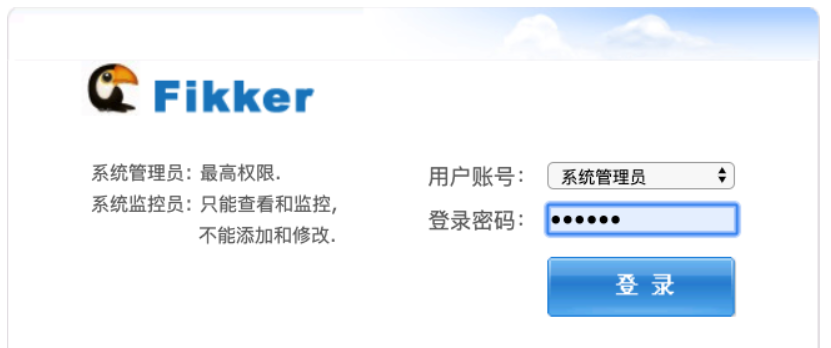 Fikker
系统管理员：最高权限.
系统监控员：只能查看和监控,
不能添加和修改.
用户账号：
系统管理员
登录密码：
••••••
登 录